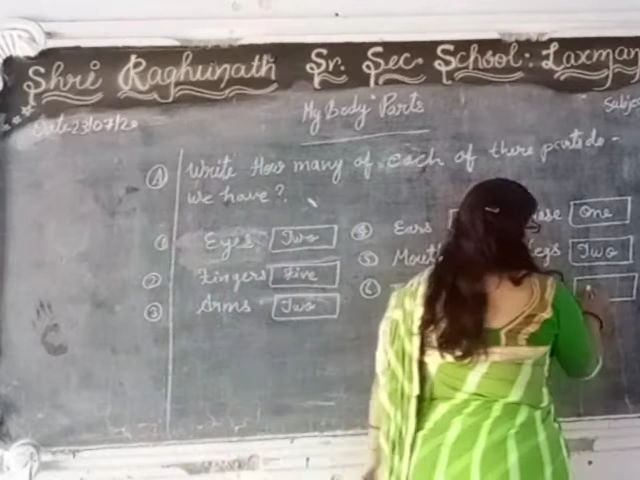 Shri Raghunath Sr. Sec. School: Laxman
My Body Parts
Date 23/07/20
A Write How many of each of there parts do-
we have?
1 Eyes Two 4 Ears One
2 Fingers Five 5 Mouth Legs Two
3 Arms Two 6